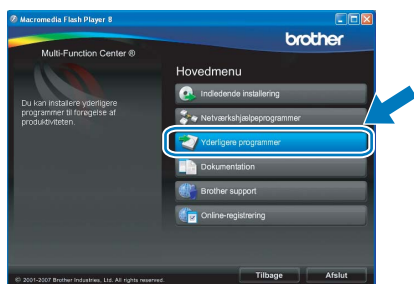 Macromedia Flash Player 8
brother
Multi-Function Center ®
Hovedmenu
Du kan installere yderligere
programmer til forøgelse af
produktiviteten.
Indledende installering
Netværkshjælpeprogrammer
Yderligere programmer
Dokumentation
Brother support
Online-registrering
© 2001-2007 Brother Industries, Ltd. All rights reserved.
Tilbage
Afslut